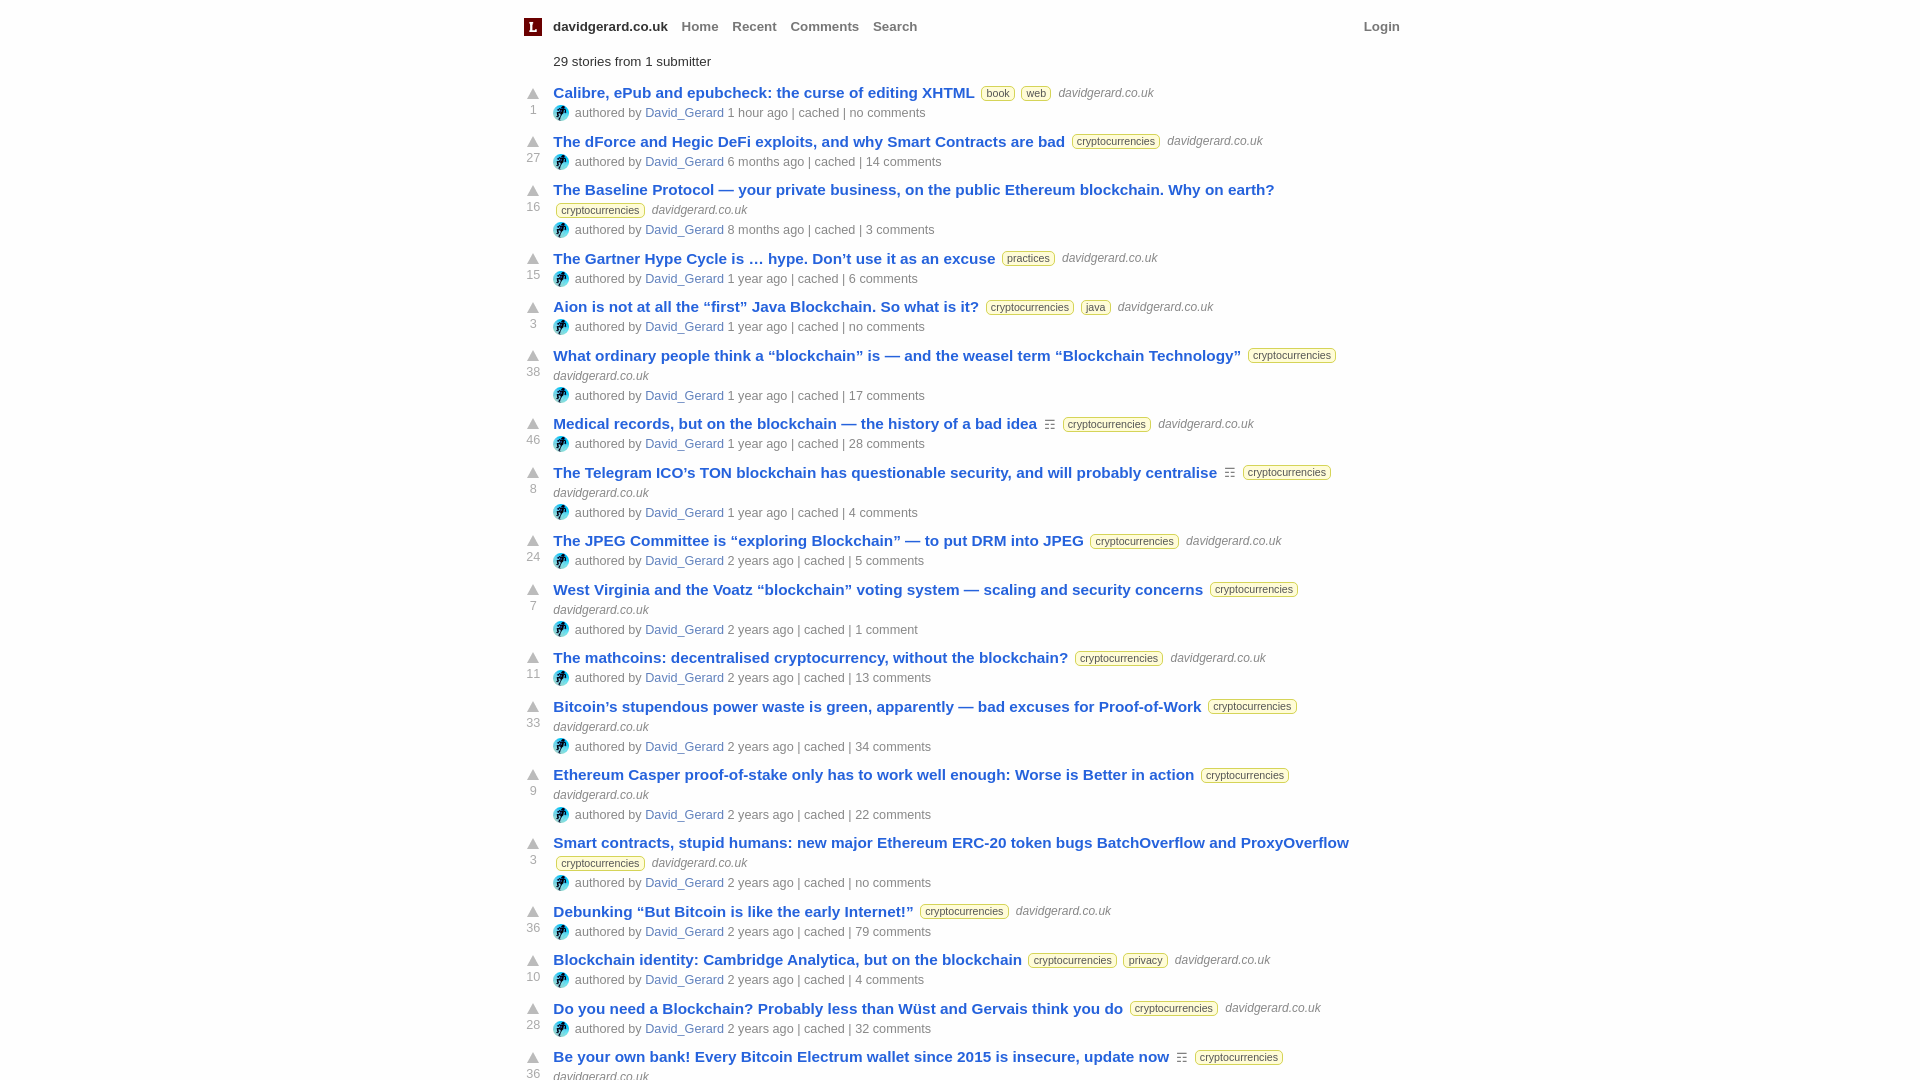 L davidgerard.co.uk Home Recent Comments Search Login
29 stories from 1 submitter
Calibre, ePub and epubcheck: the curse of editing XHTML book web davidgerard.co.uk
1
authored by David_Gerard 1 hour ago | cached | no comments
The dForce and Hegic DeFi exploits, and why Smart Contracts are bad cryptocurrencies davidgerard.co.uk
27
authored by David_Gerard 6 months ago | cached | 14 comments
The Baseline Protocol — your private business, on the public Ethereum blockchain. Why on earth?
16
cryptocurrencies davidgerard.co.uk
authored by David_Gerard 8 months ago | cached | 3 comments
The Gartner Hype Cycle is … hype. Don’t use it as an excuse practices davidgerard.co.uk
15
authored by David_Gerard 1 year ago | cached | 6 comments
Aion is not at all the “first” Java Blockchain. So what is it? cryptocurrencies java davidgerard.co.uk
3
authored by David_Gerard 1 year ago | cached | no comments
What ordinary people think a “blockchain” is — and the weasel term “Blockchain Technology” cryptocurrencies
38
davidgerard.co.uk
authored by David_Gerard 1 year ago | cached | 17 comments
Medical records, but on the blockchain — the history of a bad idea ☶ cryptocurrencies davidgerard.co.uk
46
authored by David_Gerard 1 year ago | cached | 28 comments
The Telegram ICO’s TON blockchain has questionable security, and will probably centralise ☶ cryptocurrencies
8
davidgerard.co.uk
authored by David_Gerard 1 year ago | cached | 4 comments
The JPEG Committee is “exploring Blockchain” — to put DRM into JPEG cryptocurrencies davidgerard.co.uk
24
authored by David_Gerard 2 years ago | cached | 5 comments
West Virginia and the Voatz “blockchain” voting system — scaling and security concerns cryptocurrencies
7
davidgerard.co.uk
authored by David_Gerard 2 years ago | cached | 1 comment
The mathcoins: decentralised cryptocurrency, without the blockchain? cryptocurrencies davidgerard.co.uk
11
authored by David_Gerard 2 years ago | cached | 13 comments
Bitcoin’s stupendous power waste is green, apparently — bad excuses for Proof-of-Work cryptocurrencies
33
davidgerard.co.uk
authored by David_Gerard 2 years ago | cached | 34 comments
Ethereum Casper proof-of-stake only has to work well enough: Worse is Better in action cryptocurrencies
9
davidgerard.co.uk
authored by David_Gerard 2 years ago | cached | 22 comments
Smart contracts, stupid humans: new major Ethereum ERC-20 token bugs BatchOverflow and ProxyOverflow
3
cryptocurrencies davidgerard.co.uk
authored by David_Gerard 2 years ago | cached | no comments
Debunking “But Bitcoin is like the early Internet!” cryptocurrencies davidgerard.co.uk
36
authored by David_Gerard 2 years ago | cached | 79 comments
Blockchain identity: Cambridge Analytica, but on the blockchain cryptocurrencies privacy davidgerard.co.uk
10
authored by David_Gerard 2 years ago | cached | 4 comments
Do you need a Blockchain? Probably less than Wüst and Gervais think you do cryptocurrencies davidgerard.co.uk
28
authored by David_Gerard 2 years ago | cached | 32 comments
Be your own bank! Every Bitcoin Electrum wallet since 2015 is insecure, update now ☶ cryptocurrencies
36
davidgerard.co.uk